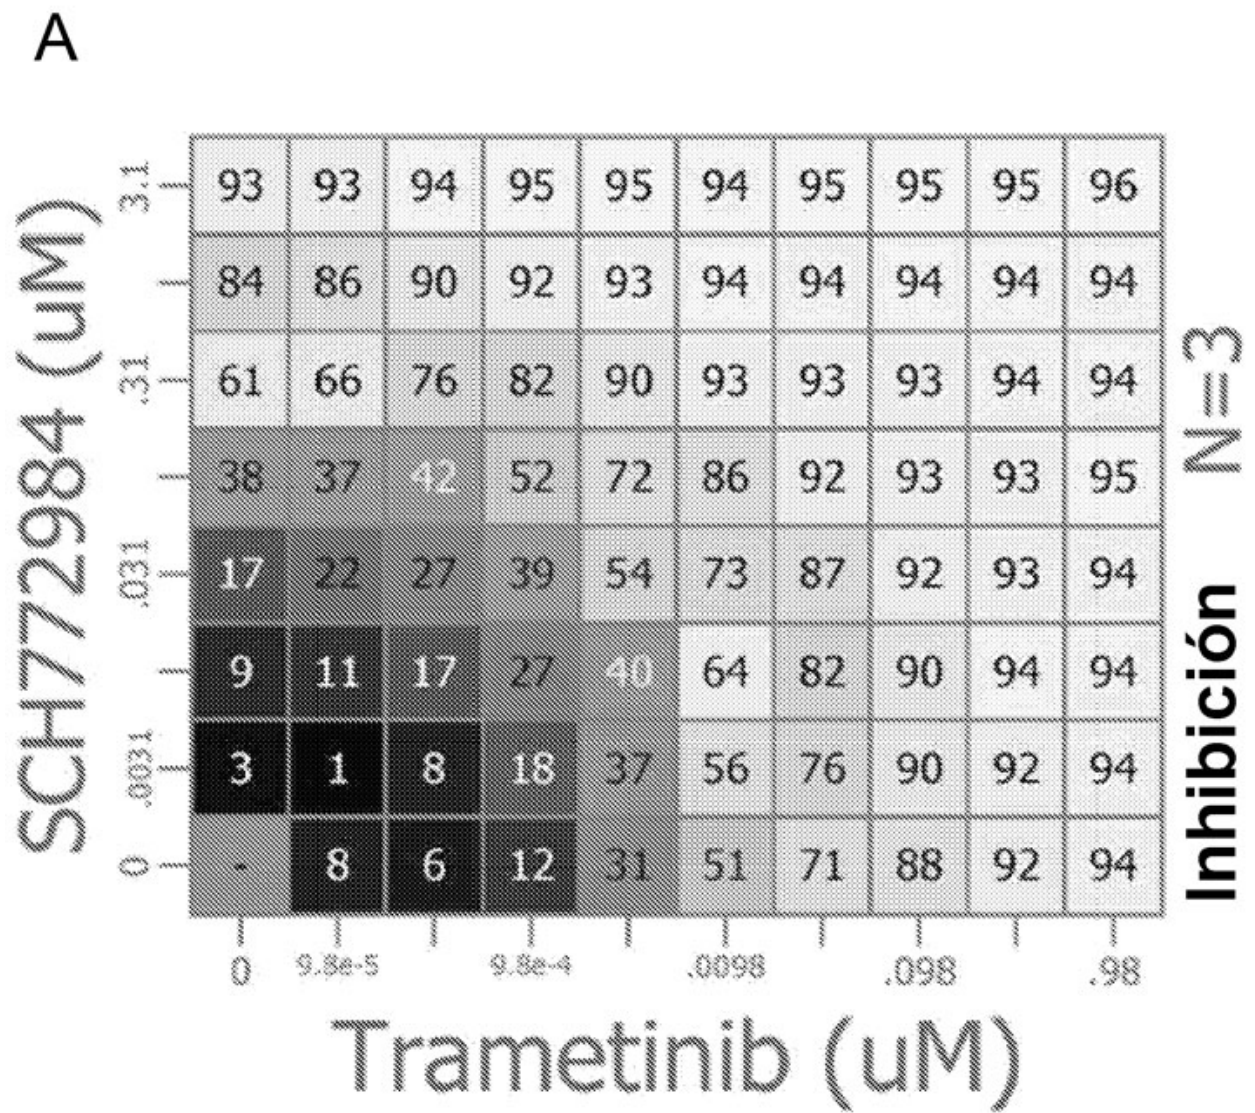 A
SCH772984 (uM)
3.1 93 93 94 95 95 94 95 95 95 96
84 86 90 92 93 94 94 94 94 94
.31 61 66 76 82 90 93 93 93 94 94
38 37 42 52 72 86 92 93 93 95
.031 17 22 27 39 54 73 87 92 93 94
9 11 17 27 40 64 82 90 94 94
.0031 3 1 8 18 37 56 76 90 92 94
0 - 8 6 12 31 51 71 88 92 94
0 9.8e-5 9.8e-4 .0098 .098 .98
Trametinib (uM)
Inhibición N=3